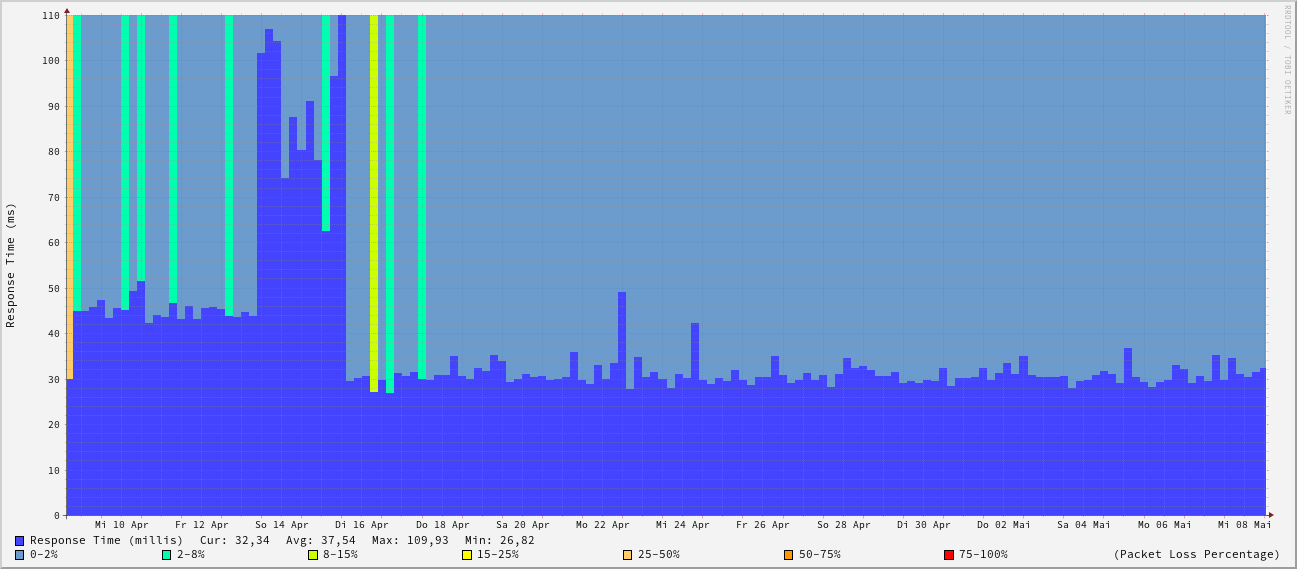 RRDTOOL / TOBI OETIKER
Response Time (ms)
110
100
90
80
70
60
50
40
30
20
10
0
Mi 10 Apr Fr 12 Apr So 14 Apr Di 16 Apr Do 18 Apr Sa 20 Apr Mo 22 Apr Mi 24 Apr Fr 26 Apr So 28 Apr Di 30 Apr Do 02 Mai Sa 04 Mai Mo 06 Mai Mi 08 Mai
Response Time (millis) Cur: 32,34 Avg: 37,54 Max: 109,93 Min: 26,82
0-2% 2-8% 8-15% 15-25% 25-50% 50-75% 75-100% (Packet Loss Percentage)